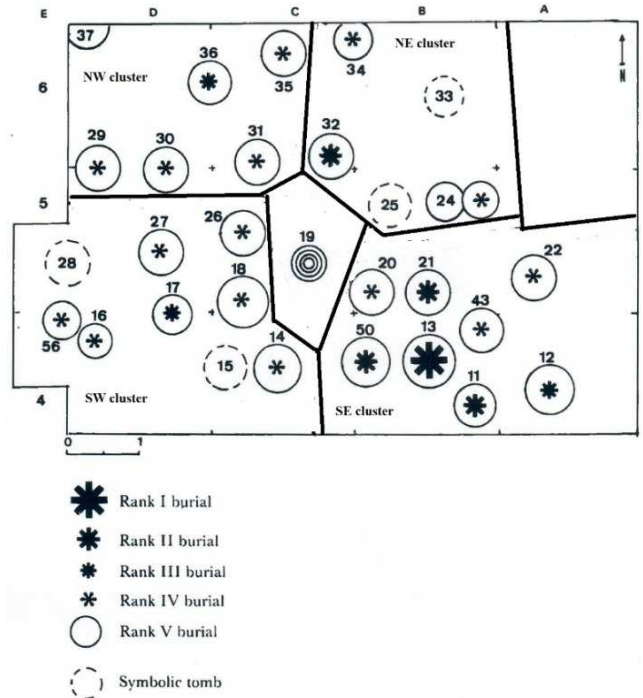 E D C B A
37
36
NW cluster
35
34
NE cluster
33
N
6
29
30
31
32
5
27
26
19
25
24
28
18
20
21
22
17
56
16
15
14
50
13
43
11
12
4
SW cluster
SE cluster
0 1
Rank I burial
Rank II burial
Rank III burial
Rank IV burial
Rank V burial
Symbolic tomb